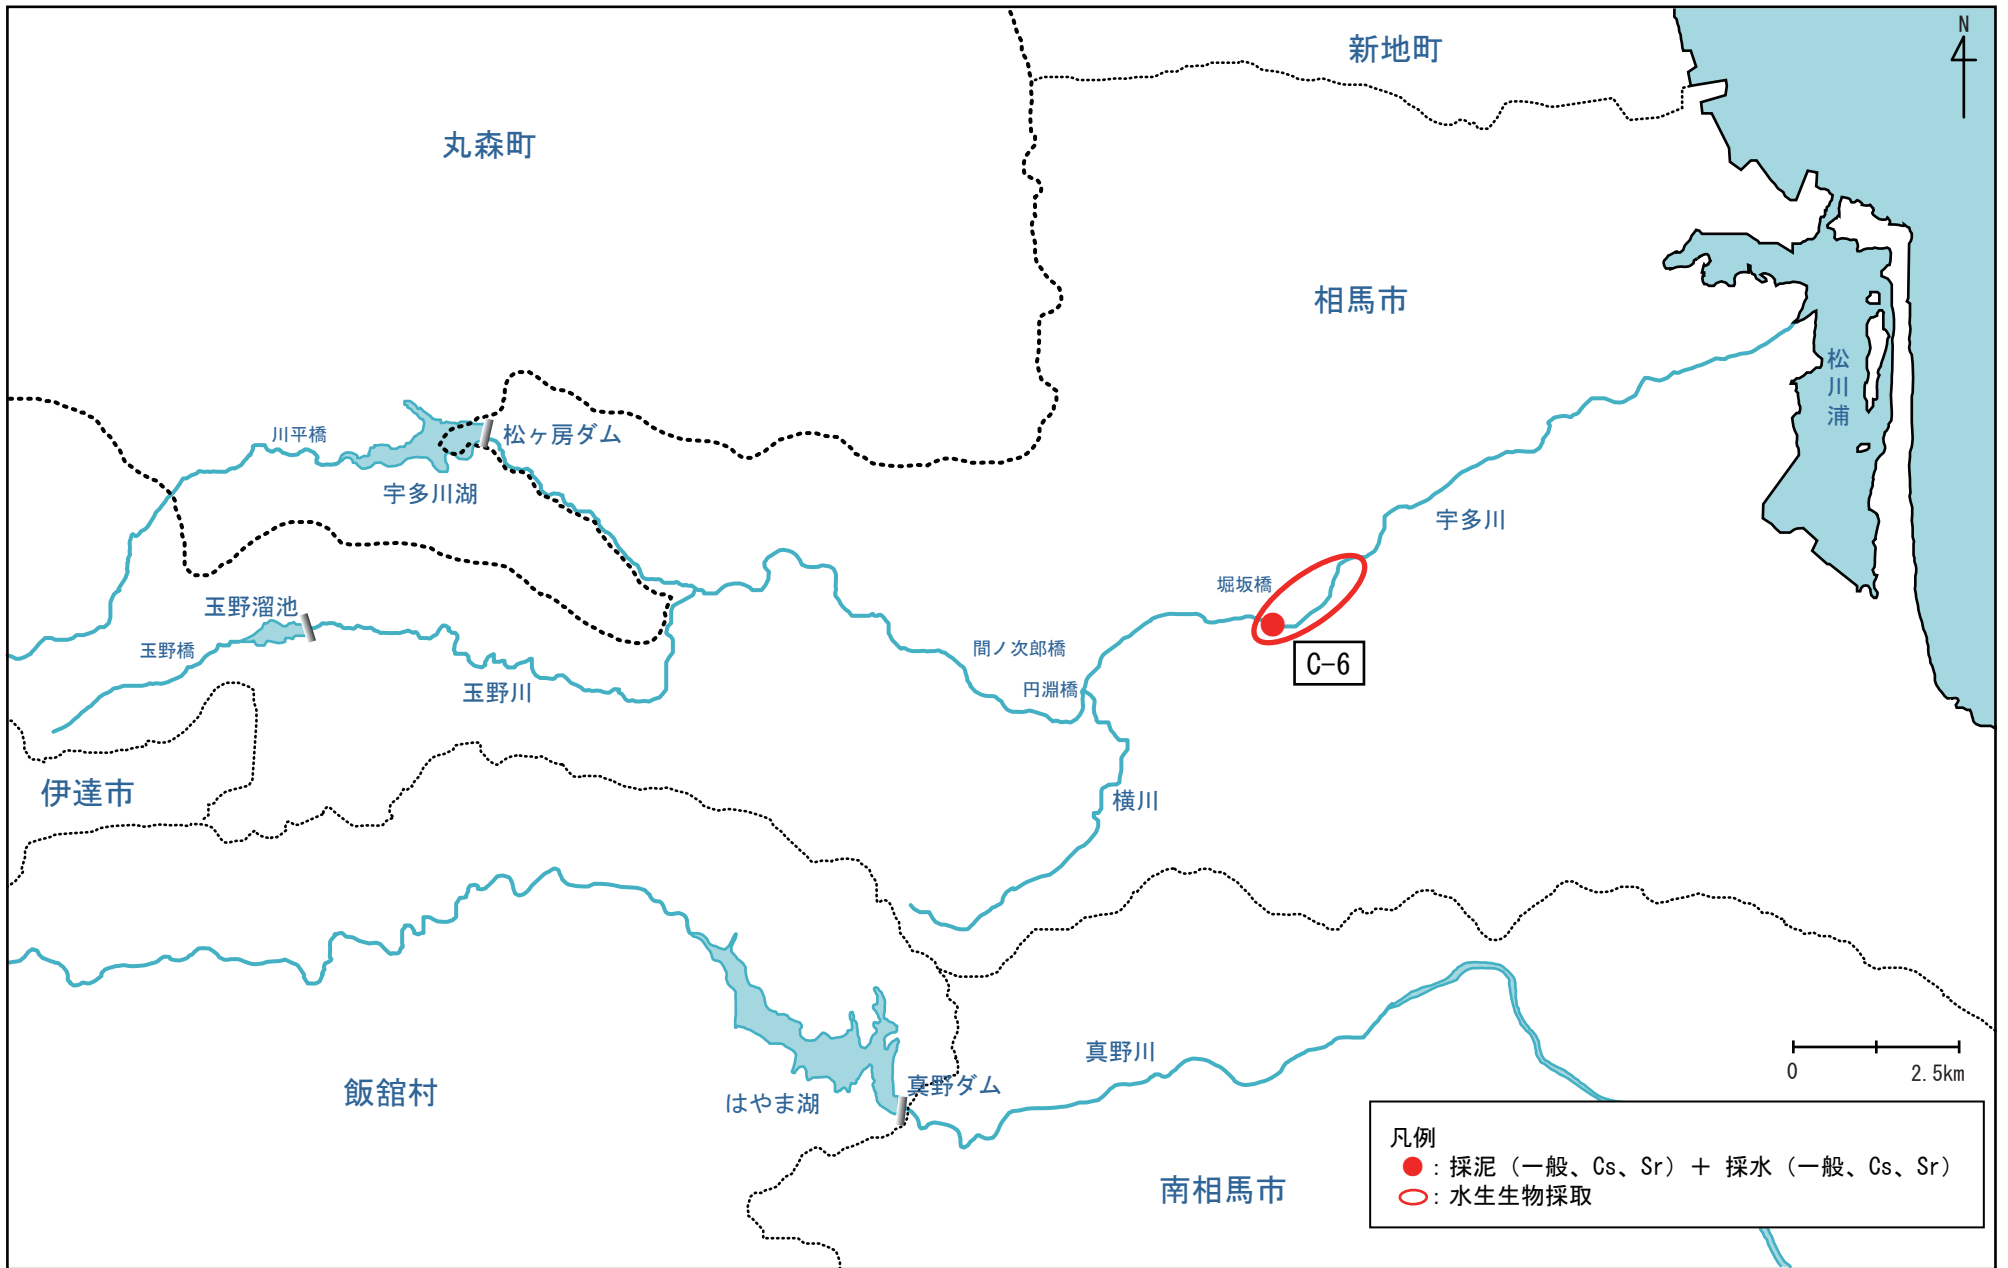 新地町
N
丸森町
相馬市
松川浦
川平橋
松ヶ房ダム
宇多川湖
宇多川
堀坂橋
玉野溜池
玉野橋
間ノ次郎橋
C-6
円淵橋
玉野川
伊達市
横川
真野川
0 2.5km
真野ダム
飯舘村
はやま湖
南相馬市
凡例
：採泥（一般、Cs、Sr）＋ 採水（一般、Cs、Sr）
：水生生物採取